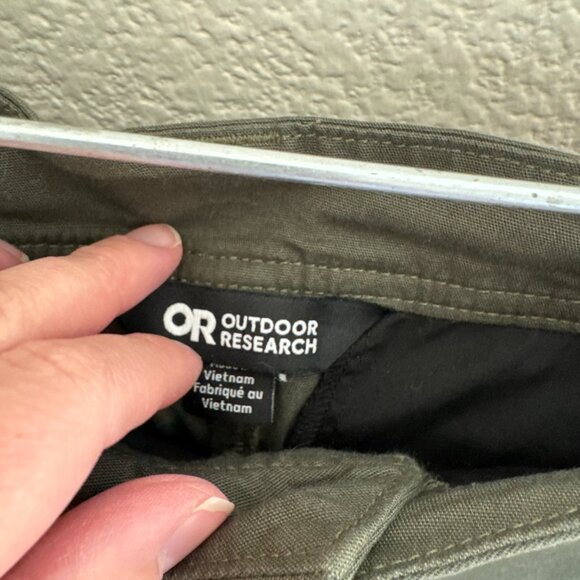 OR OUTDOOR
RESEARCH
Vietnam
Fabriqué au
Vietnam